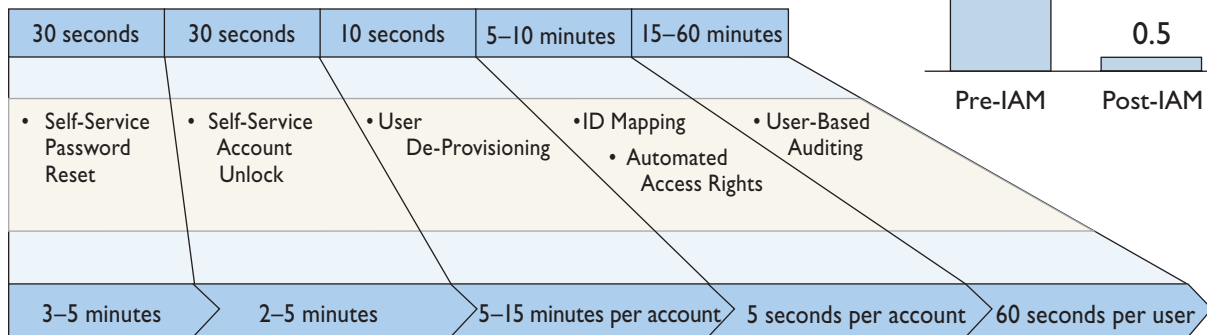 30 seconds
30 seconds
10 seconds
5–10 minutes
15–60 minutes
0.5
Pre-IAM
Post-IAM
• Self-Service
Password
Reset
• Self-Service
Account
Unlock
• User
De-Provisioning
•ID Mapping
• Automated
Access Rights
• User-Based
Auditing
3–5 minutes
2–5 minutes
5–15 minutes per account
5 seconds per account
60 seconds per user